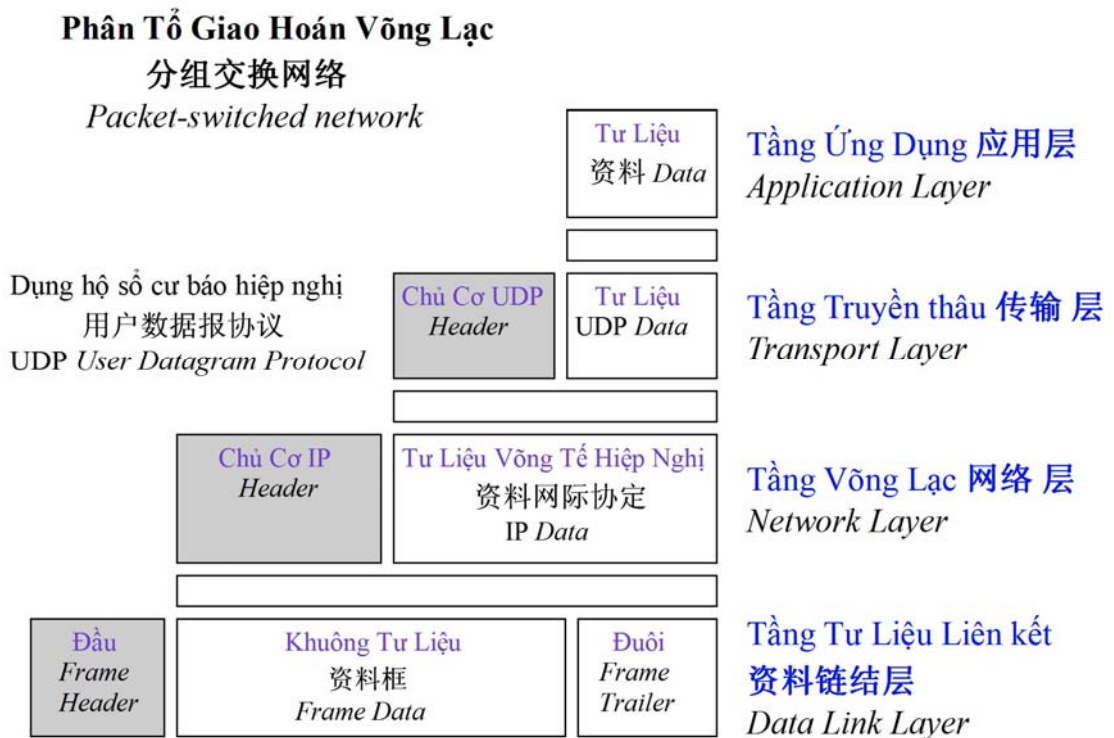 Phân Tổ Giao Hoán Võng Lạc
分组交换网络
Packet-switched network
Tư Liệu
资料 Data
Tầng Ứng Dụng 应用层
Application Layer
Dụng hộ sổ cư báo hiệp nghị
用户数据报协议
UDP User Datagram Protocol
Chủ Cơ UDP
Header
Tư Liệu
UDP Data
Tầng Truyền thâu 传输 层
Transport Layer
Chủ Cơ IP
Header
Tư Liệu Võng Tế Hiệp Nghị
资料网际协定
IP Data
Tầng Võng Lạc 网络 层
Network Layer
Đầu
Frame
Header
Khuông Tư Liệu
资料框
Frame Data
Đuôi
Frame
Trailer
Tầng Tư Liệu Liên kết
资料链结层
Data Link Layer